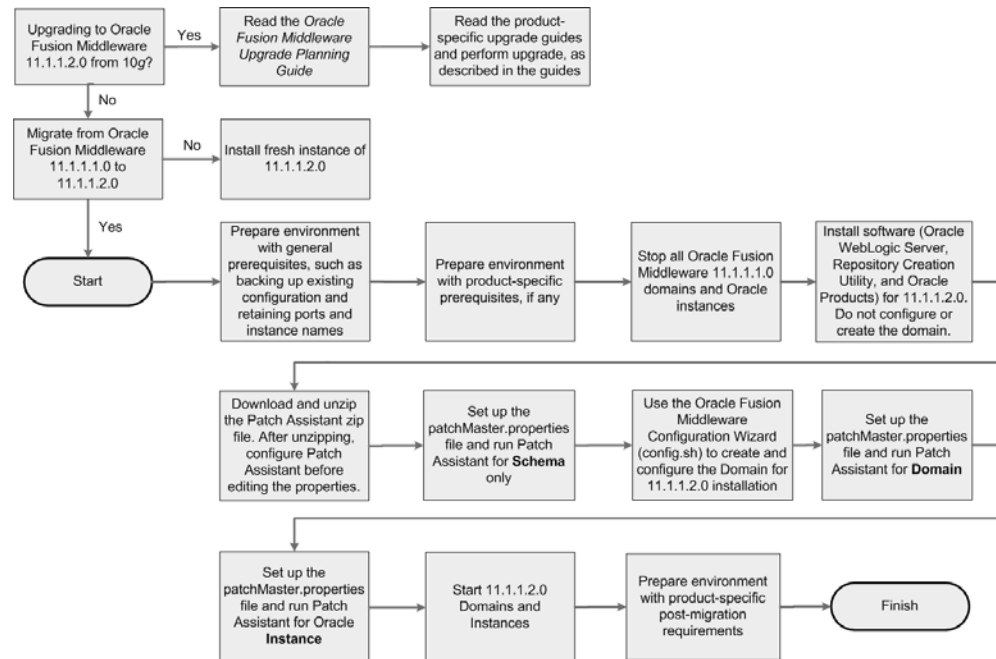 Upgrading to Oracle
Fusion Middleware
11.1.1.2.0 from 10g?
Yes
Read the Oracle
Fusion Middleware
Upgrade Planning
Guide
Read the product-
specific upgrade guides
and perform upgrade, as
described in the guides
No
Migrate from Oracle
Fusion Middleware
11.1.1.1.0 to
11.1.1.2.0
No
Install fresh instance of
11.1.1.2.0
Yes
Start
Prepare environment
with general
prerequisites, such as
backing up existing
configuration and
retaining ports and
instance names
Prepare environment
with product-specific
prerequisites, if any
Stop all Oracle Fusion
Middleware 11.1.1.1.0
domains and Oracle
instances
Install software (Oracle
WebLogic Server,
Repository Creation
Utility, and Oracle
Products) for 11.1.1.2.0.
Do not configure or
create the domain.
Download and unzip
the Patch Assistant zip
file. After unzipping,
configure Patch
Assistant before
editing the properties.
Set up the
patchMaster.properties
file and run Patch
Assistant for Schema
only
Use the Oracle Fusion
Middleware
Configuration Wizard
(config.sh) to create and
configure the Domain for
11.1.1.2.0 installation
Set up the
patchMaster.properties
file and run Patch
Assistant for Domain
Set up the
patchMaster.properties
file and run Patch
Assistant for Oracle
Instance
Start 11.1.1.2.0
Domains and
Instances
Prepare environment
with product-specific
post-migration
requirements
Finish